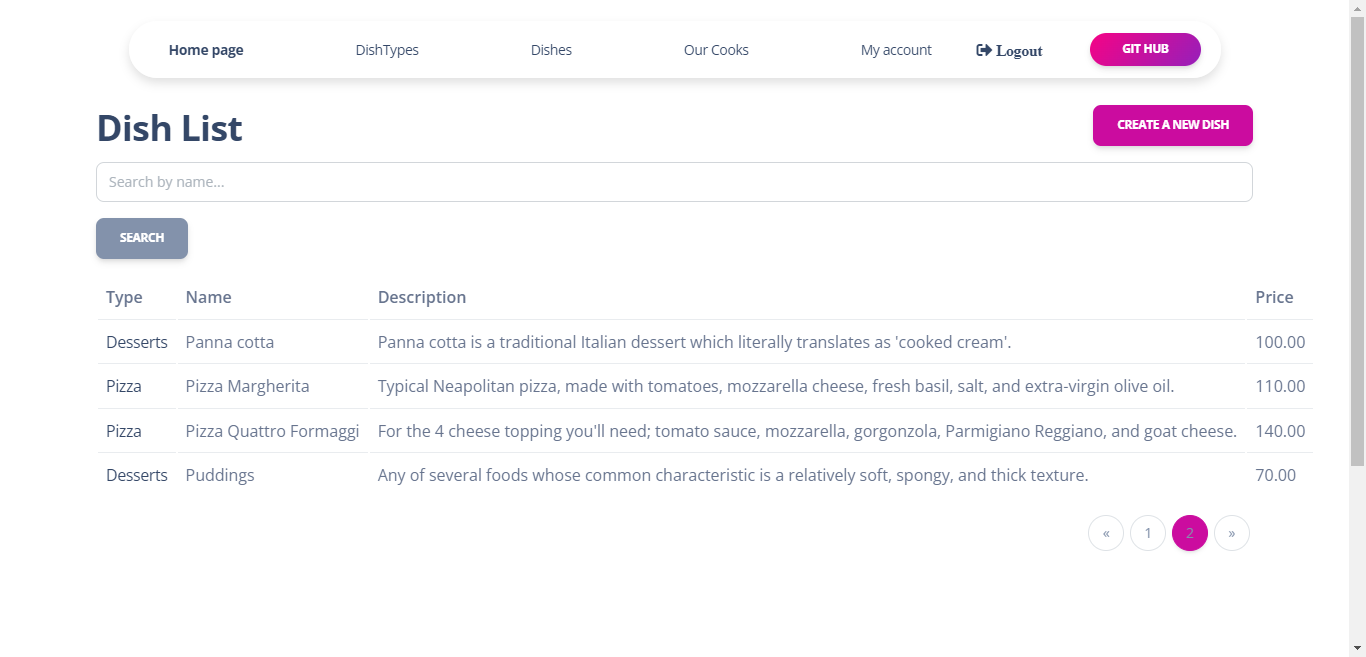 Home page DishTypes Dishes Our Cooks My account Logout GIT HUB
Dish List CREATE A NEW DISH
Search by name...
SEARCH
Type Name Description Price
Desserts Panna cotta Panna cotta is a traditional Italian dessert which literally translates as 'cooked cream'. 100.00
Pizza Pizza Margherita Typical Neapolitan pizza, made with tomatoes, mozzarella cheese, fresh basil, salt, and extra-virgin olive oil. 110.00
Pizza Pizza Quattro Formaggi For the 4 cheese topping you'll need; tomato sauce, mozzarella, gorgonzola, Parmigiano Reggiano, and goat cheese. 140.00
Desserts Puddings Any of several foods whose common characteristic is a relatively soft, spongy, and thick texture. 70.00
« 1 2 »